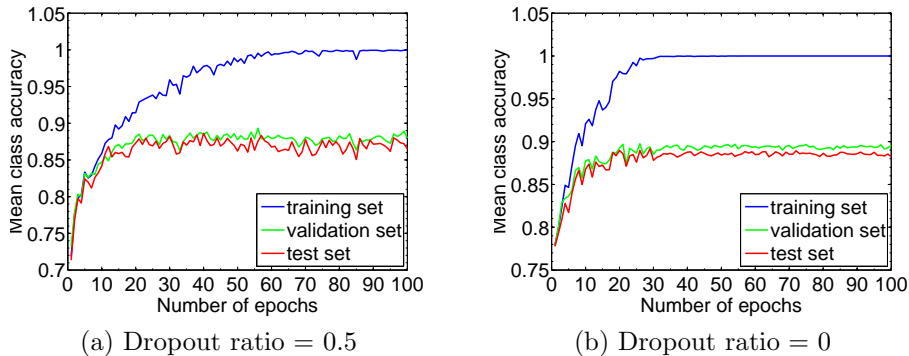 1.05
1
0.95
0.9
0.85
0.8
0.75
0.7
Mean class accuracy
0 10 20 30 40 50 60 70 80 90 100
Number of epochs
training set
validation set
test set
(a) Dropout ratio = 0.5
1.05
1
0.95
0.9
0.85
0.8
0.75
Mean class accuracy
0 10 20 30 40 50 60 70 80 90 100
Number of epochs
training set
validation set
test set
(b) Dropout ratio = 0